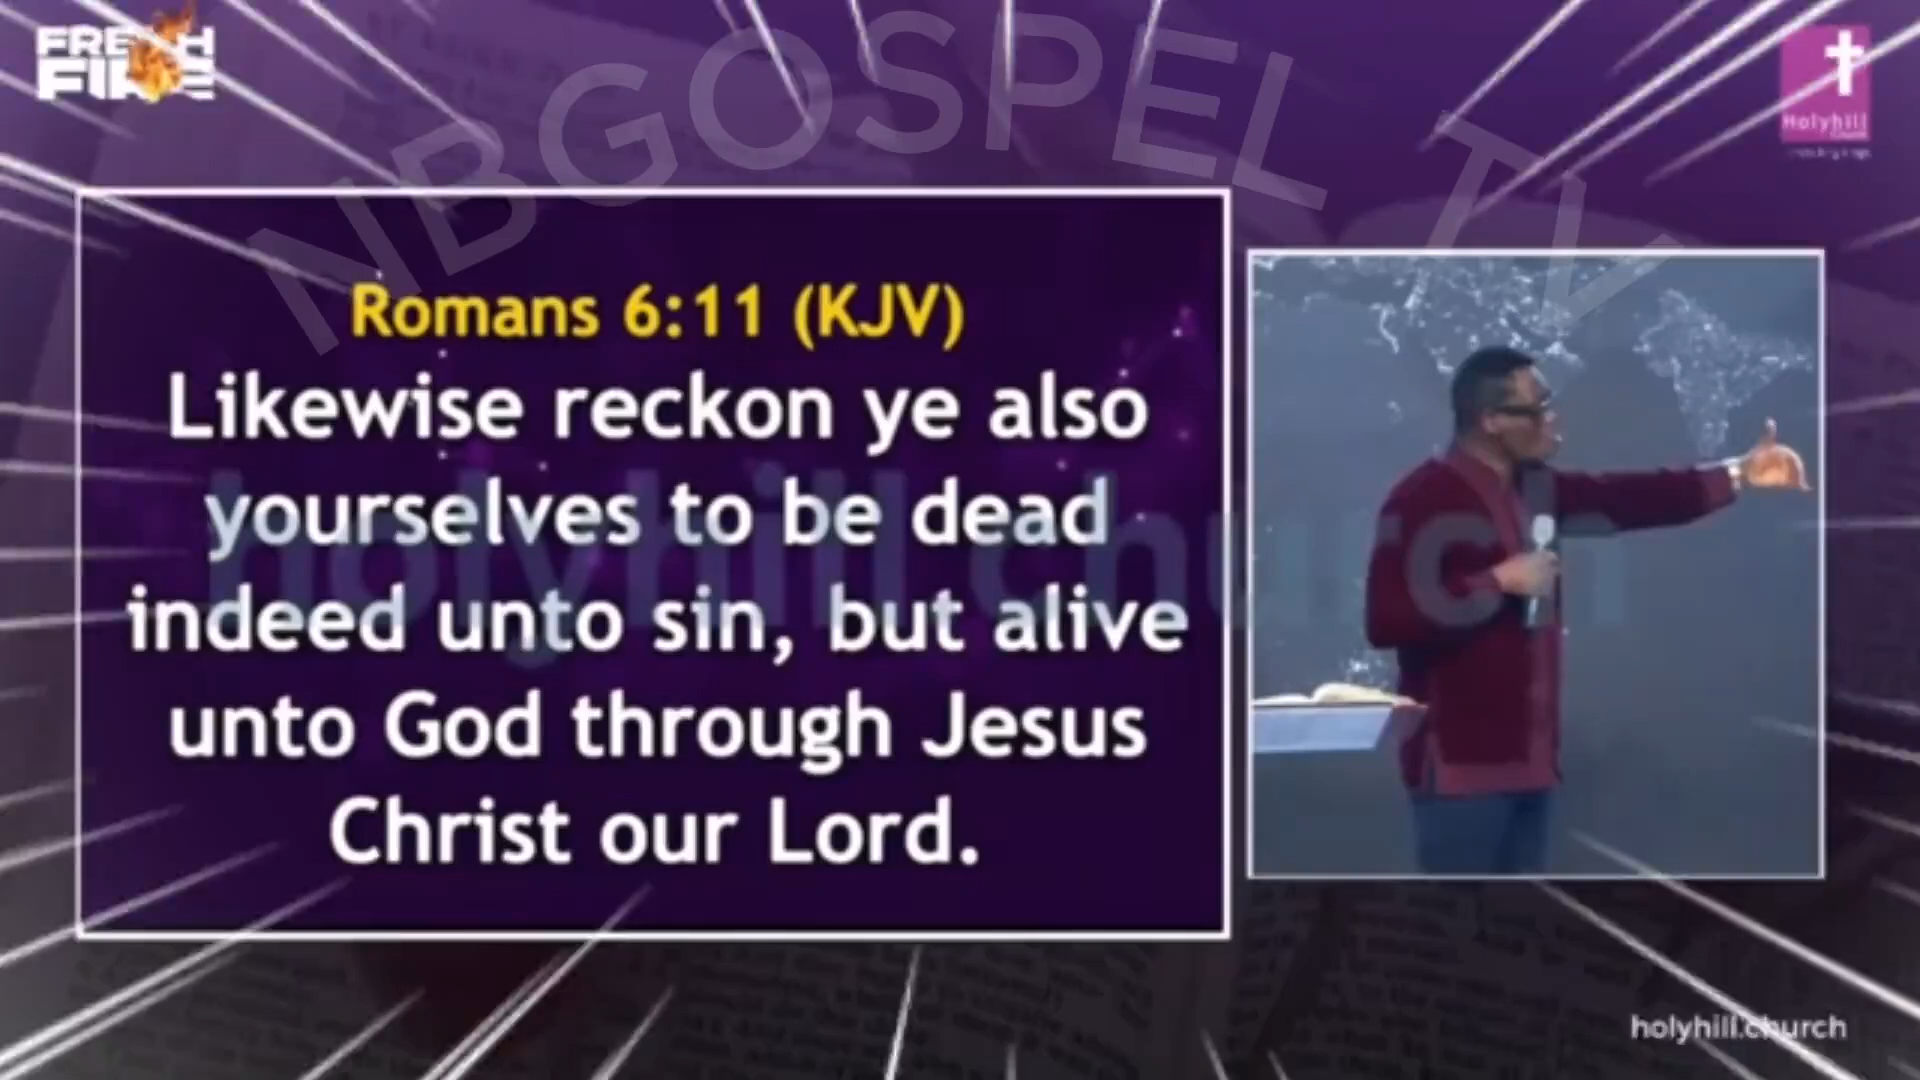 FRESH
FIRE
NBGOSPEL TV
Holyhill
Romans 6:11 (KJV)
Likewise reckon ye also
yourselves to be dead
indeed unto sin, but alive
unto God through Jesus
Christ our Lord.
holyhill.church
holyhill.church